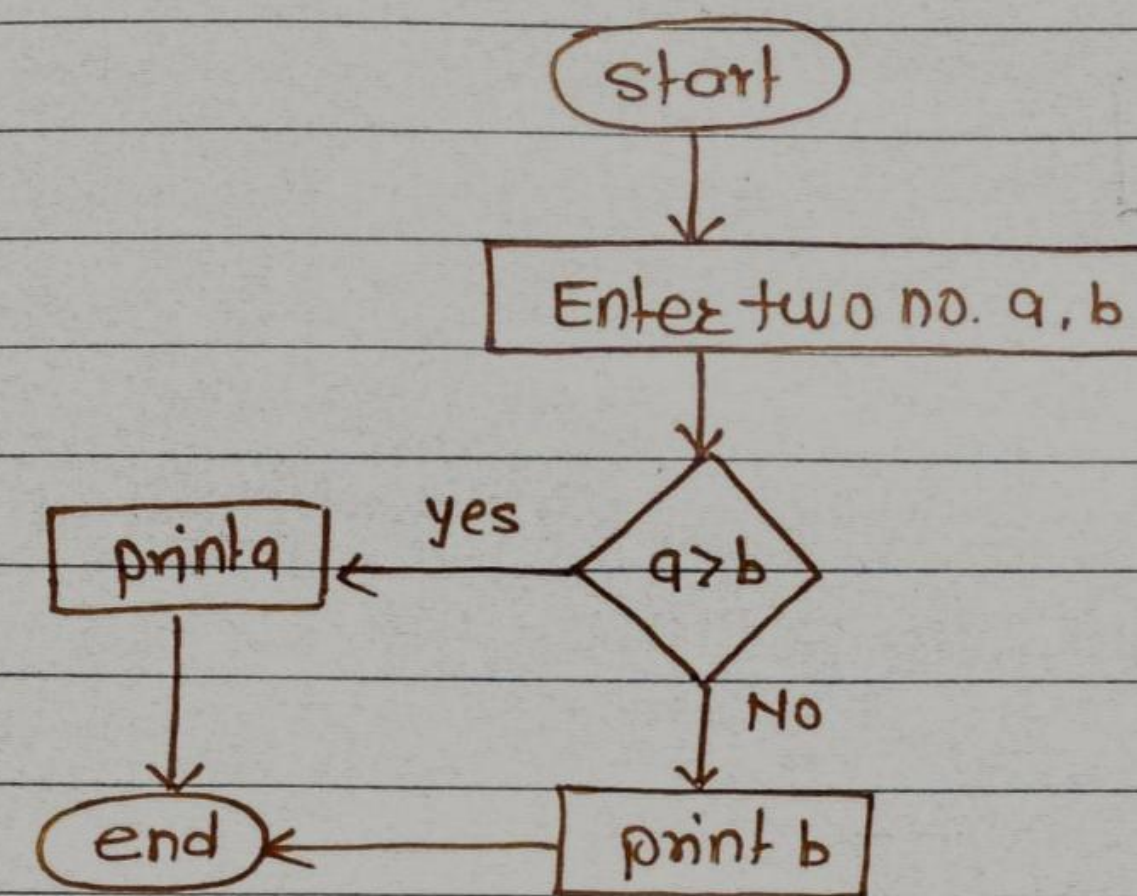 Start
Enter two no. a, b
a>b
yes
print a
No
print b
end